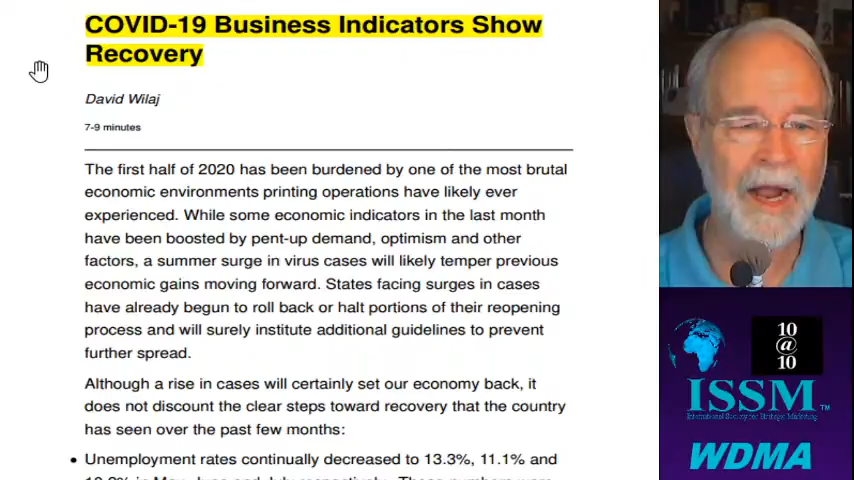 COVID-19 Business Indicators Show
Recovery
David Wilaj
7-9 minutes
The first half of 2020 has been burdened by one of the most brutal
economic environments printing operations have likely ever
experienced. While some economic indicators in the last month
have been boosted by pent-up demand, optimism and other
factors, a summer surge in virus cases will likely temper previous
economic gains moving forward. States facing surges in cases
have already begun to roll back or halt portions of their reopening
process and will surely institute additional guidelines to prevent
further spread.
Although a rise in cases will certainly set our economy back, it
does not discount the clear steps toward recovery that the country
has seen over the past few months:
• Unemployment rates continually decreased to 13.3%, 11.1% and
10
@
10
ISSM™
International Society for Strategic Marketing
WDMA